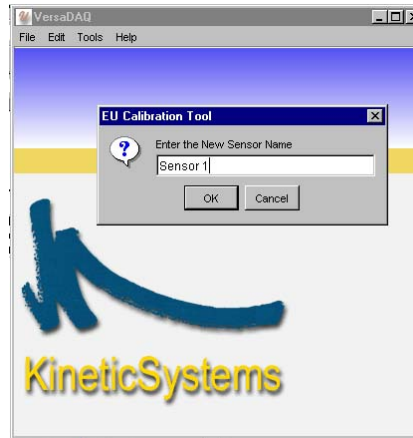 VersaDAQ
File Edit Tools Help
EU Calibration Tool
Enter the New Sensor Name
Sensor 1
OK Cancel
KineticSystems